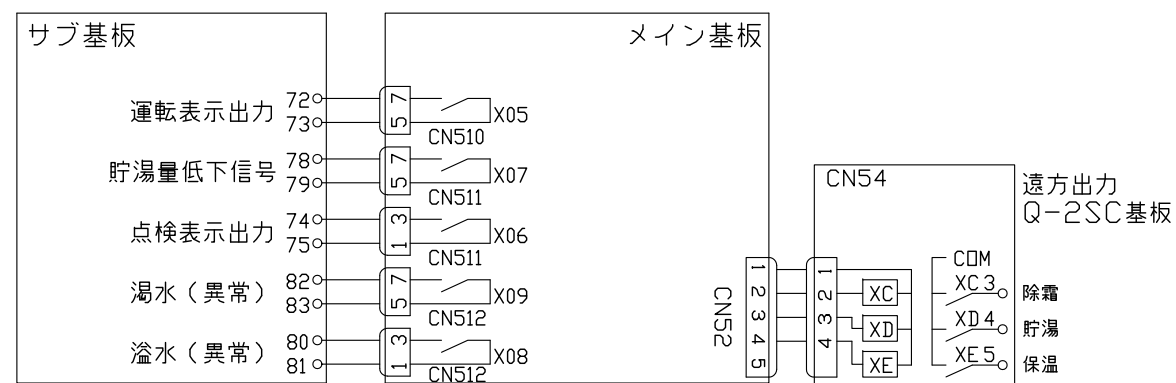 サブ基板
メイン基板
運転表示出力 72 7 X05
73 5
CN510
貯湯量低下信号 78 7 X07
79 5
CN511
点検表示出力 74 3 X06
75 1
CN511
渇水(異常) 82 7 X09
83 5
CN512
溢水(異常) 80 3 X08
81 1
CN512
CN52
1
2
3
4
5
CN54
1
2
3
4
XC
XD
XE
COM
XC 3 除霜
XD 4 貯湯
XE 5 保温
遠方出力
Q-2SC基板